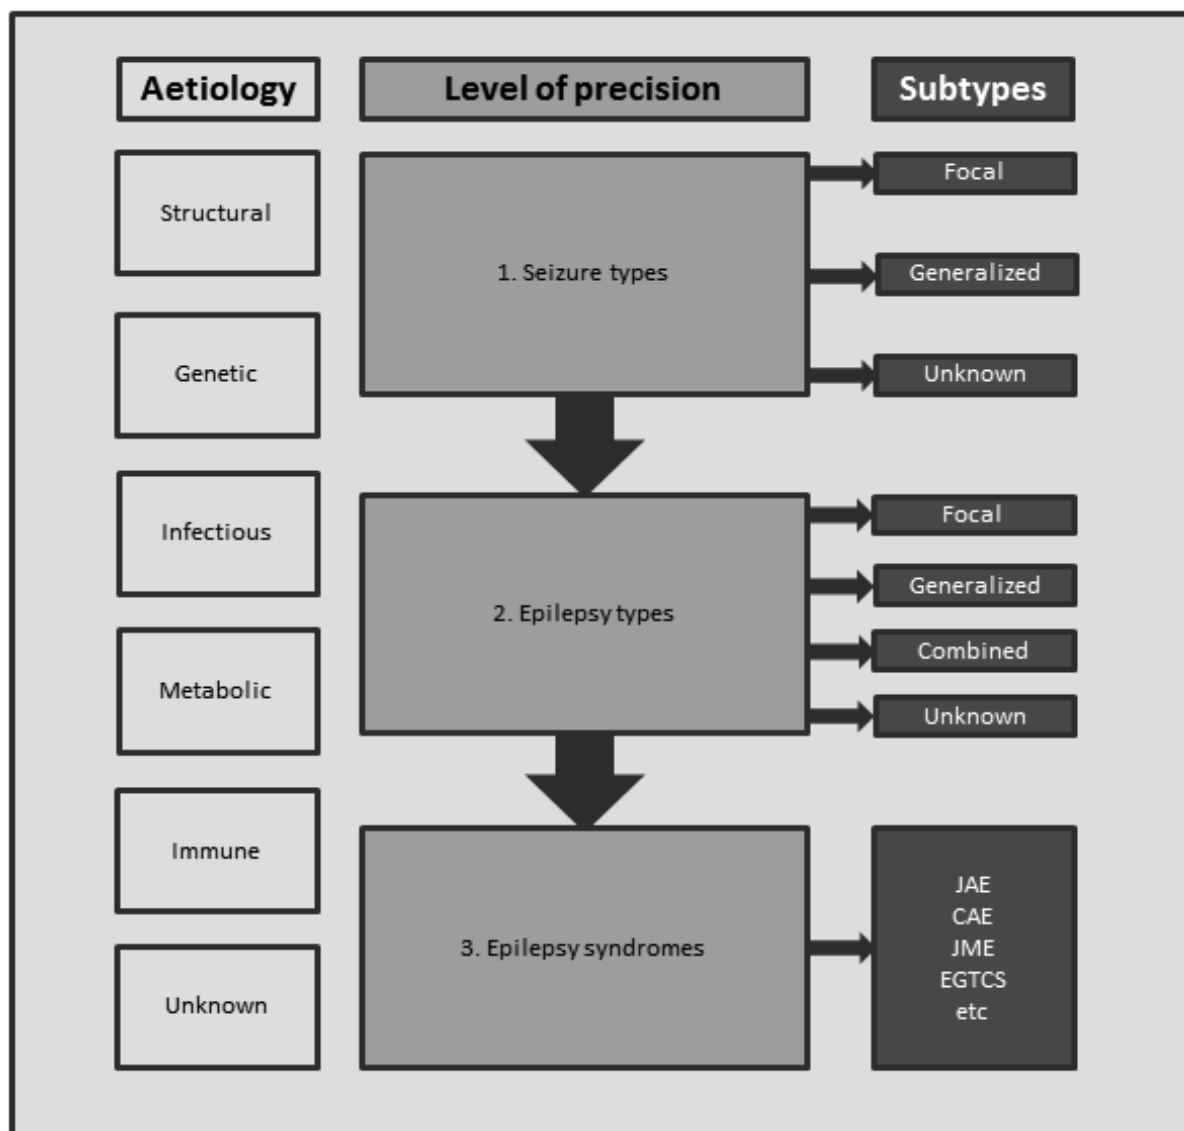 Aetiology
Level of precision
Subtypes
Structural
Genetic
Infectious
Metabolic
Immune
Unknown
1. Seizure types
Focal
Generalized
Unknown
2. Epilepsy types
Focal
Generalized
Combined
Unknown
3. Epilepsy syndromes
JAE
CAE
JME
EGTCS
etc